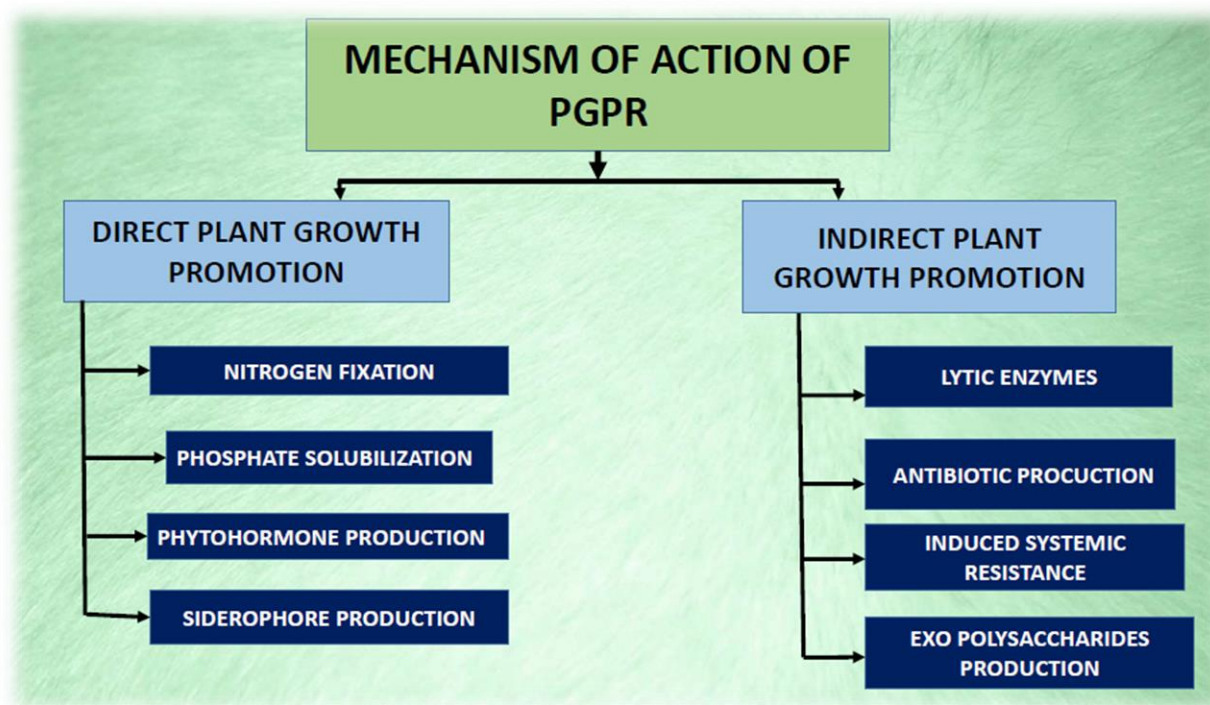 MECHANISM OF ACTION OF
PGPR
DIRECT PLANT GROWTH
PROMOTION
NITROGEN FIXATION
PHOSPHATE SOLUBILIZATION
PHYTOHORMONE PRODUCTION
SIDEROPHORE PRODUCTION
INDIRECT PLANT
GROWTH PROMOTION
LYTIC ENZYMES
ANTIBIOTIC PROCUCTION
INDUCED SYSTEMIC
RESISTANCE
EXO POLYSACCHARIDES
PRODUCTION